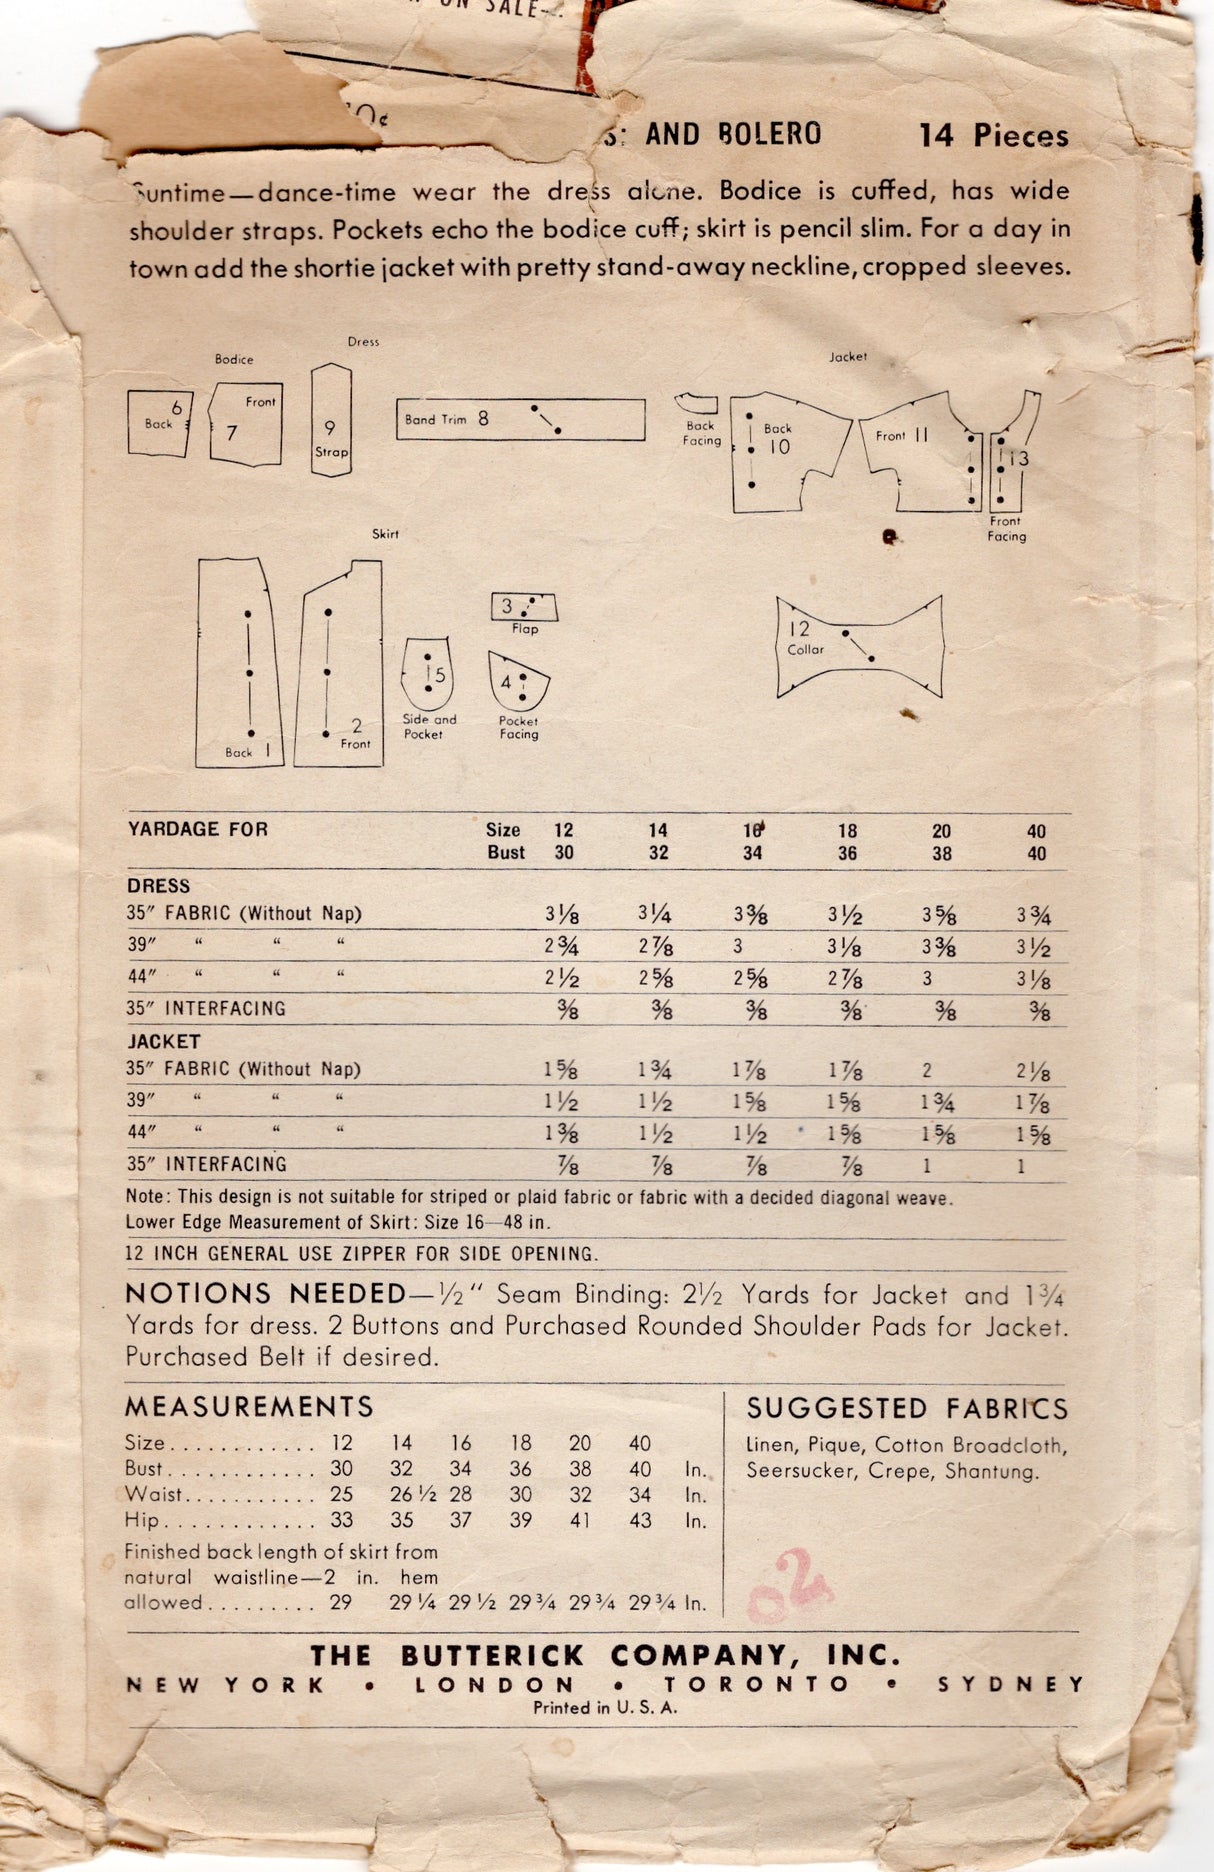 ON SALE—.
0¢
S: AND BOLERO 14 Pieces
Suntime—dance-time wear the dress alone. Bodice is cuffed, has wide
shoulder straps. Pockets echo the bodice cuff; skirt is pencil slim. For a day in
town add the shortie jacket with pretty stand-away neckline, cropped sleeves.
Dress
Bodice
Jacket
6
Back
Front
7
9
Strap
Band Trim 8
Back
Facing
Back
10
Front 11
13
Front
Facing
Skirt
Back 1
2
Front
5
Side and
Pocket
3
Flap
4
Pocket
Facing
12
Collar
YARDAGE FOR Size 12 14 16 18 20 40
Bust 30 32 34 36 38 40
DRESS
35" FABRIC (Without Nap) 3⅛ 3¼ 3⅜ 3½ 3⅝ 3¾
39" " " " 2¾ 2⅞ 3 3⅛ 3⅜ 3½
44" " " " 2½ 2⅝ 2⅝ 2⅞ 3 3⅛
35" INTERFACING ⅜ ⅜ ⅜ ⅜ ⅜ ⅜
JACKET
35" FABRIC (Without Nap) 1⅝ 1¾ 1⅞ 1⅞ 2 2⅛
39" " " " 1½ 1½ 1⅝ 1⅝ 1¾ 1⅞
44" " " " 1⅜ 1½ 1½ 1⅝ 1⅝ 1⅝
35" INTERFACING ⅞ ⅞ ⅞ ⅞ 1 1
Note: This design is not suitable for striped or plaid fabric or fabric with a decided diagonal weave.
Lower Edge Measurement of Skirt: Size 16—48 in.
12 INCH GENERAL USE ZIPPER FOR SIDE OPENING.
NOTIONS NEEDED—½" Seam Binding: 2½ Yards for Jacket and 1¾
Yards for dress. 2 Buttons and Purchased Rounded Shoulder Pads for Jacket.
Purchased Belt if desired.
MEASUREMENTS
Size............ 12 14 16 18 20 40
Bust............ 30 32 34 36 38 40 In.
Waist........... 25 26½ 28 30 32 34 In.
Hip............. 33 35 37 39 41 43 In.
Finished back length of skirt from
natural waistline—2 in. hem
allowed......... 29 29¼ 29½ 29¾ 29¾ 29¾ In.
SUGGESTED FABRICS
Linen, Pique, Cotton Broadcloth,
Seersucker, Crepe, Shantung.
02
THE BUTTERICK COMPANY, INC.
NEW YORK • LONDON • TORONTO • SYDNEY
Printed in U. S. A.